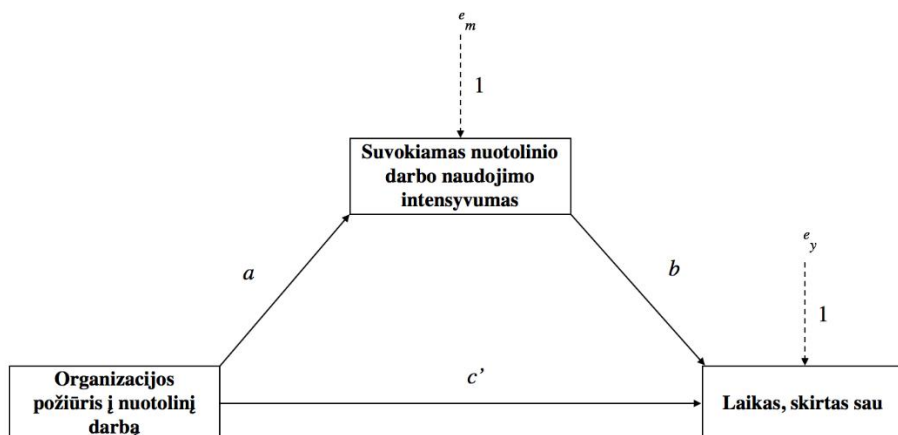 e_m
1
Suvokiamas nuotolinio
darbo naudojimo
intensyvumas
e_y
a
b
1
c’
Organizacijos
požiūris į nuotolinį
darbą
Laikas, skirtas sau